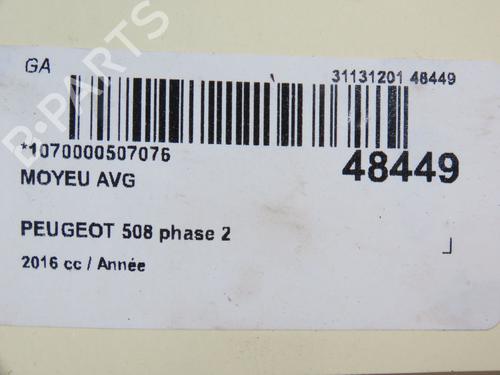 GA
31131201 48449
*1070000507076
48449
MOYEU AVG
PEUGEOT 508 phase 2
2016 cc / Année
B-PARTS